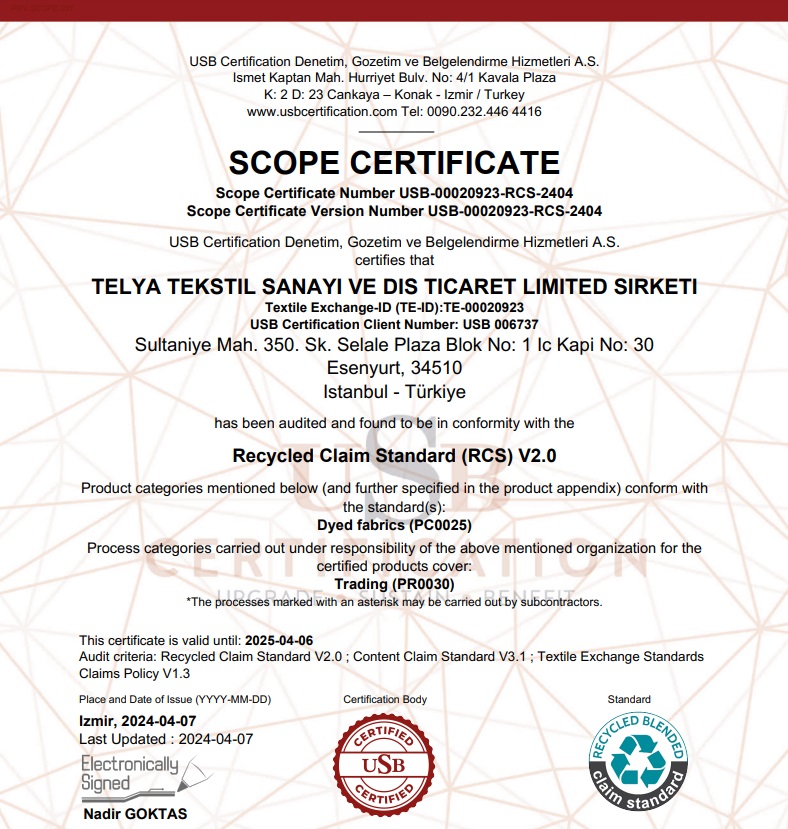 USB Certification Denetim, Gozetim ve Belgelendirme Hizmetleri A.S.
Ismet Kaptan Mah. Hurriyet Bulv. No: 4/1 Kavala Plaza
K: 2 D: 23 Cankaya – Konak - Izmir / Turkey
www.usbcertification.com Tel: 0090.232.446 4416
SCOPE CERTIFICATE
Scope Certificate Number USB-00020923-RCS-2404
Scope Certificate Version Number USB-00020923-RCS-2404
USB Certification Denetim, Gozetim ve Belgelendirme Hizmetleri A.S.
certifies that
TELYA TEKSTIL SANAYI VE DIS TICARET LIMITED SIRKETI
Textile Exchange-ID (TE-ID):TE-00020923
USB Certification Client Number: USB 006737
Sultaniye Mah. 350. Sk. Selale Plaza Blok No: 1 Ic Kapi No: 30
Esenyurt, 34510
Istanbul - Türkiye
has been audited and found to be in conformity with the
Recycled Claim Standard (RCS) V2.0
Product categories mentioned below (and further specified in the product appendix) conform with
the standard(s):
Dyed fabrics (PC0025)
Process categories carried out under responsibility of the above mentioned organization for the
certified products cover:
Trading (PR0030)
*The processes marked with an asterisk may be carried out by subcontractors.
USB
CERTIFICATION
UPGRADE - SUSTAIN - BENEFIT
This certificate is valid until: 2025-04-06
Audit criteria: Recycled Claim Standard V2.0 ; Content Claim Standard V3.1 ; Textile Exchange Standards
Claims Policy V1.3
Place and Date of Issue (YYYY-MM-DD)
Certification Body
Standard
Izmir, 2024-04-07
Last Updated : 2024-04-07
Electronically
Signed
Nadir GOKTAS
CERTIFIED
USB
CERTIFIED
RECYCLED BLENDED
claim standard